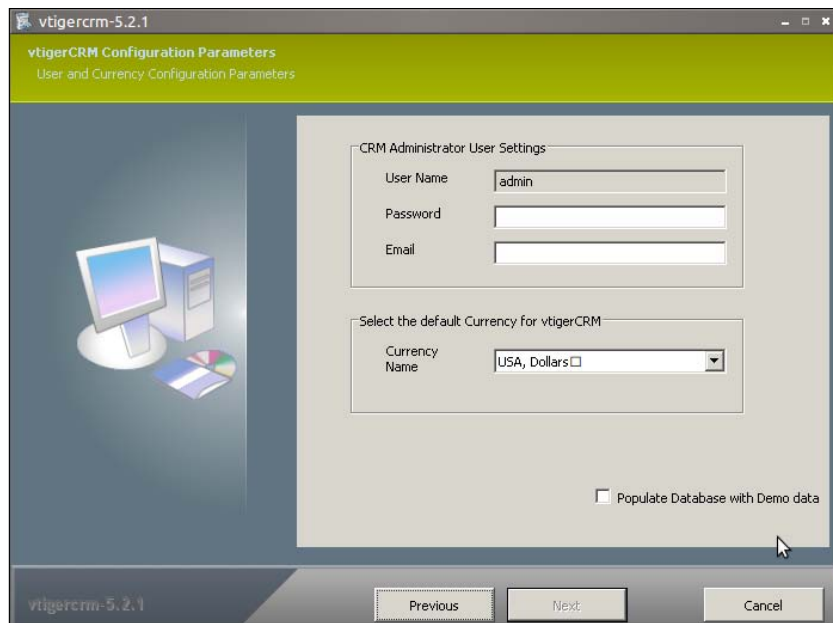 vtigercrm-5.2.1
vtigerCRM Configuration Parameters
User and Currency Configuration Parameters
CRM Administrator User Settings
User Name
admin
Password
Email
Select the default Currency for vtigerCRM
Currency
Name
USA, Dollars
Populate Database with Demo data
vtigercrm-5.2.1
Previous
Next
Cancel